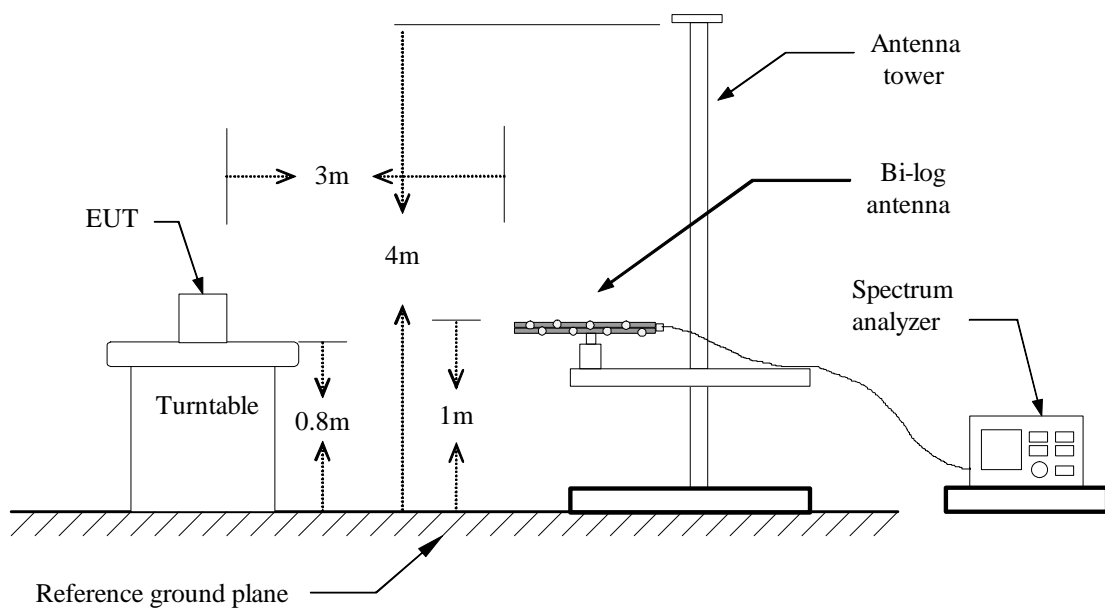 Antenna
tower
3m
Bi-log
antenna
EUT
4m
Spectrum
analyzer
Turntable
0.8m
1m
Reference ground plane